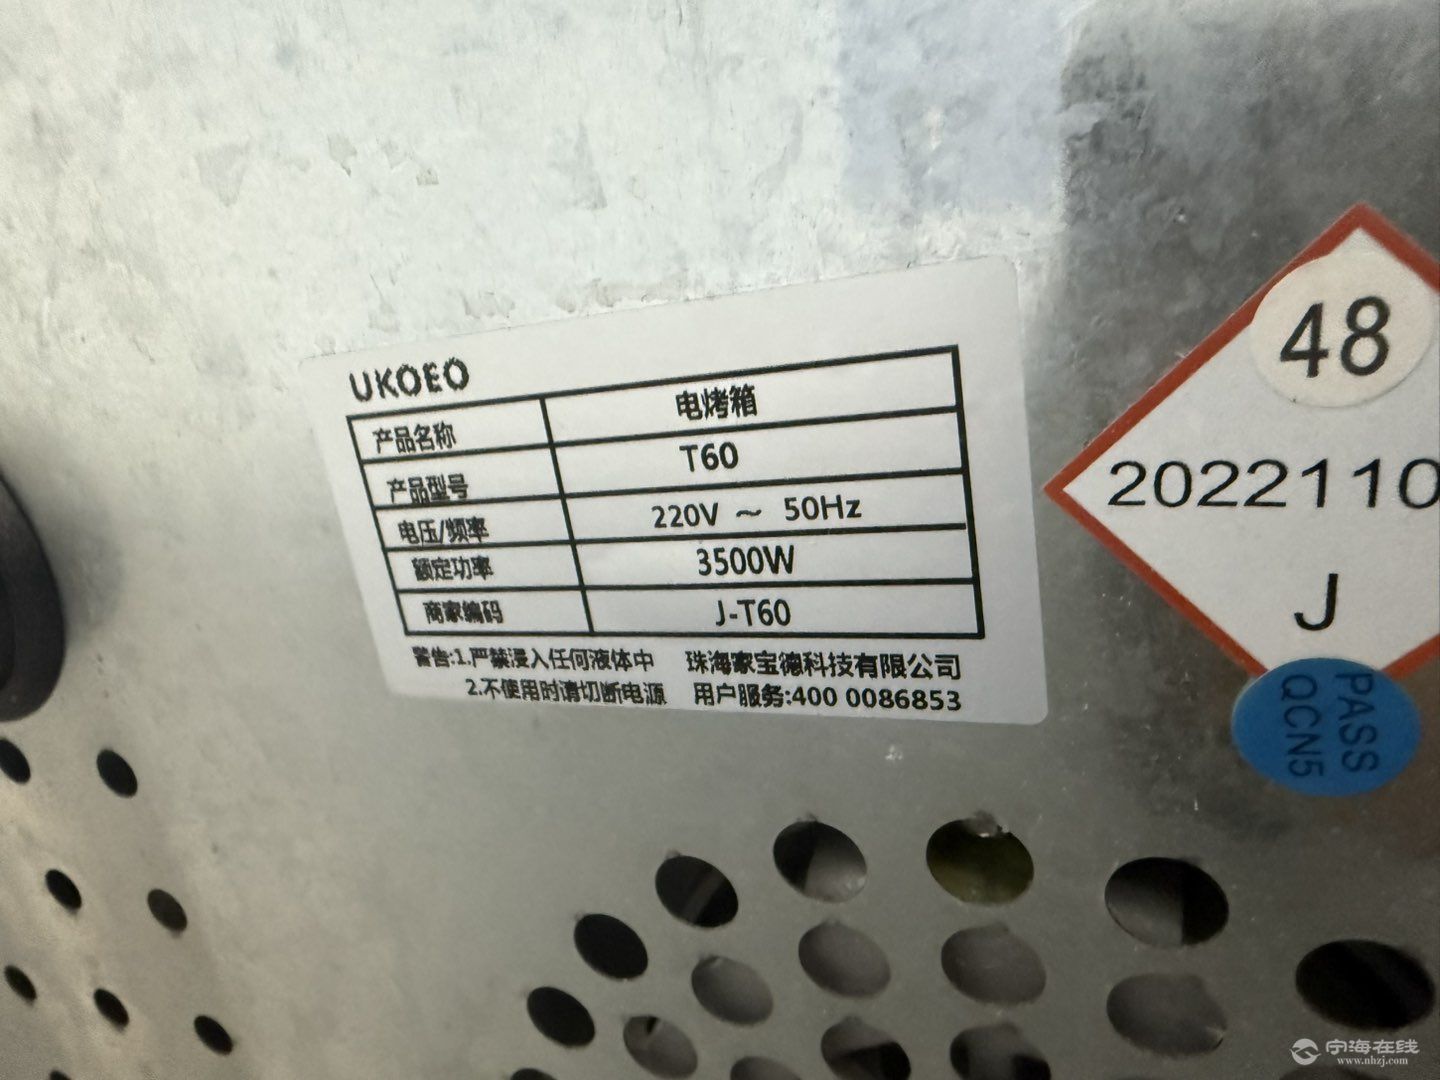 UKOEO
产品名称 电烤箱
产品型号 T60
电压/频率 220V ～ 50Hz
额定功率 3500W
商家编码 J-T60
警告:1.严禁浸入任何液体中 珠海家宝德科技有限公司
2.不使用时请切断电源 用户服务:400 0086853
48
2022110
J
PASS
QCN5
宁海在线
www.nhzj.com